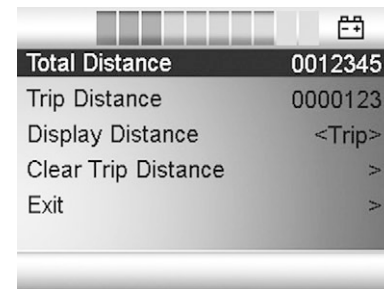 Total Distance 0012345
Trip Distance 0000123
Display Distance <Trip>
Clear Trip Distance >
Exit >